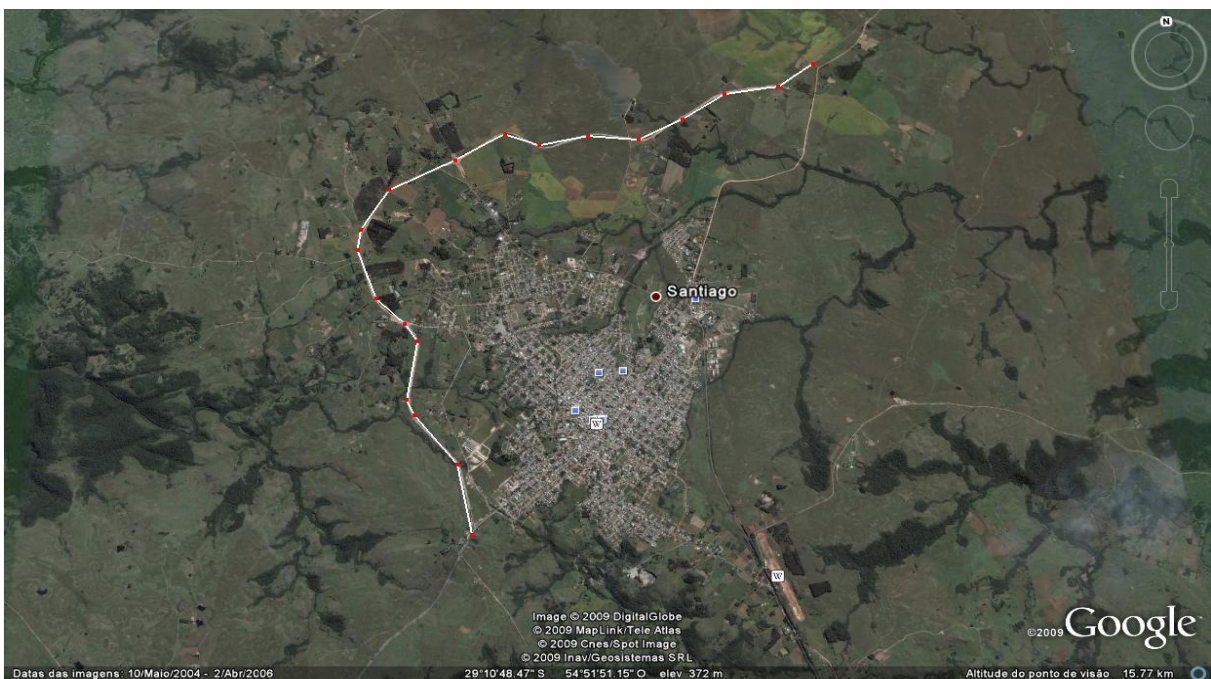 N
Santiago
W
W
Image © 2009 DigitalGlobe
© 2009 MapLink/Tele Atlas
© 2009 Cnes/Spot Image
© 2009 Inav/Geosistemas SRL
©2009 Google
Datas das imagens: 10/Maio/2004 - 2/Abr/2006 29°10'48.47" S 54°51'51.15" O elev 372 m Altitude do ponto de visão 15.77 km